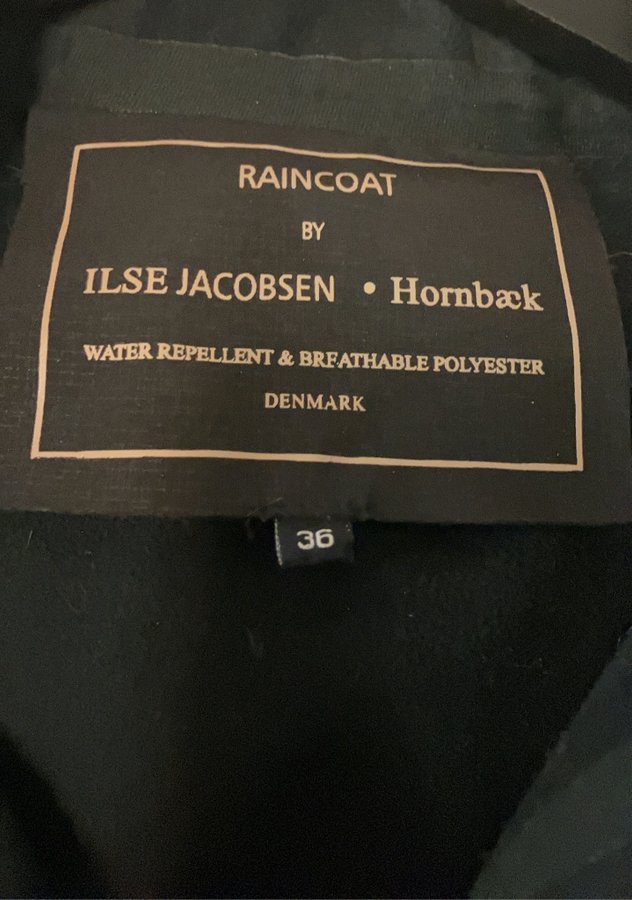 RAINCOAT
BY
ILSE JACOBSEN • Hornbæk
WATER REPELLENT & BREATHABLE POLYESTER
DENMARK
36